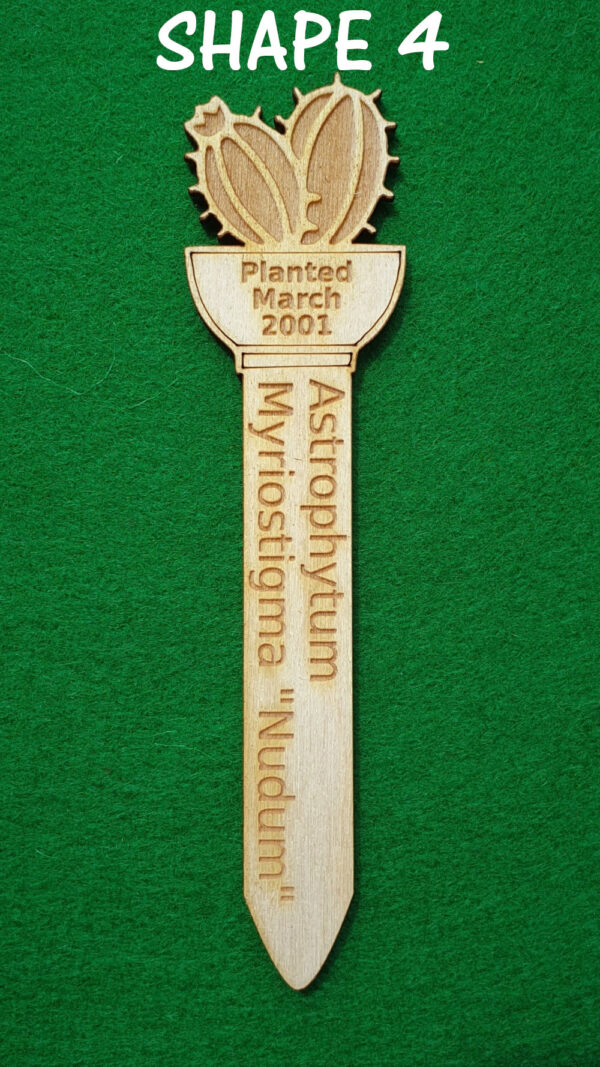 SHAPE 4
Planted
March
2001
Astrophytum
Myriostigma "Nudum"